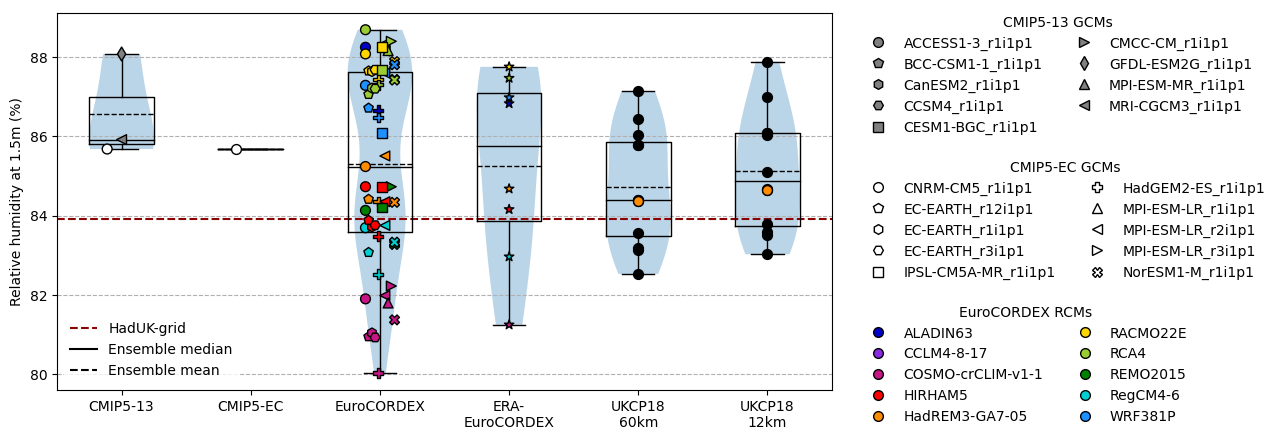 Relative humidity at 1.5m (%)
88
86
84
82
80
HadUK-grid
Ensemble median
Ensemble mean
CMIP5-13
CMIP5-EC
EuroCORDEX
ERA-
EuroCORDEX
UKCP18
60km
UKCP18
12km
CMIP5-13 GCMs
ACCESS1-3_r1i1p1
BCC-CSM1-1_r1i1p1
CanESM2_r1i1p1
CCSM4_r1i1p1
CESM1-BGC_r1i1p1
CMCC-CM_r1i1p1
GFDL-ESM2G_r1i1p1
MPI-ESM-MR_r1i1p1
MRI-CGCM3_r1i1p1
CMIP5-EC GCMs
CNRM-CM5_r1i1p1
EC-EARTH_r12i1p1
EC-EARTH_r1i1p1
EC-EARTH_r3i1p1
IPSL-CM5A-MR_r1i1p1
HadGEM2-ES_r1i1p1
MPI-ESM-LR_r1i1p1
MPI-ESM-LR_r2i1p1
MPI-ESM-LR_r3i1p1
NorESM1-M_r1i1p1
EuroCORDEX RCMs
ALADIN63
CCLM4-8-17
COSMO-crCLIM-v1-1
HIRHAM5
HadREM3-GA7-05
RACMO22E
RCA4
REMO2015
RegCM4-6
WRF381P